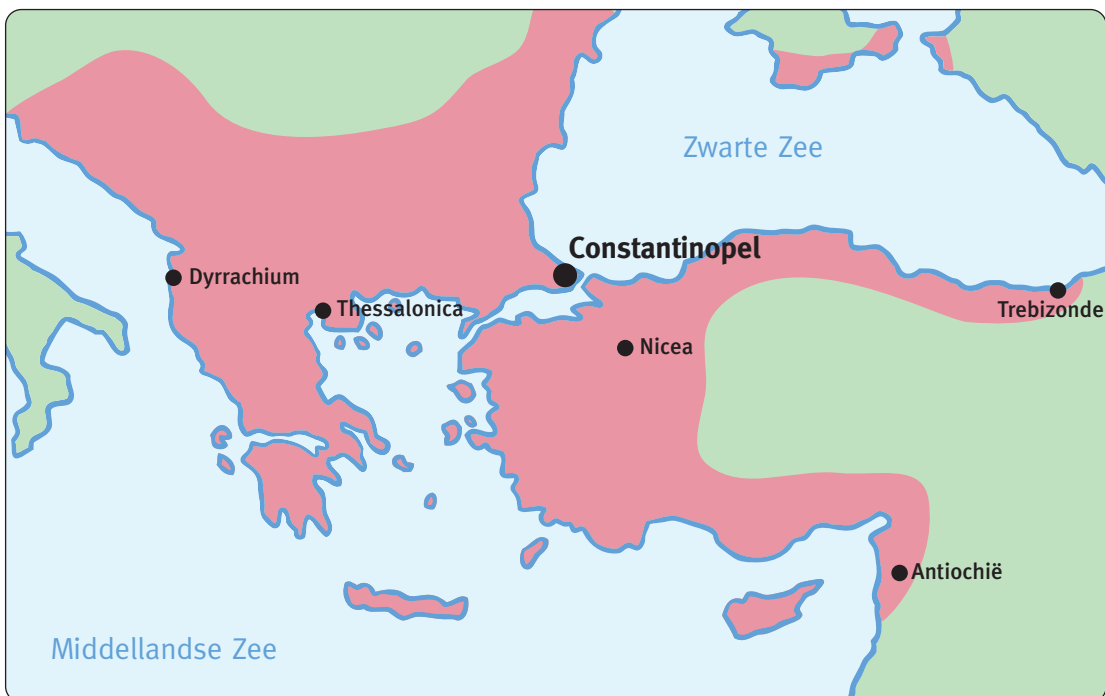 Zwarte Zee
Constantinopel
Dyrrachium
Thessalonica
Trebizonde
Nicea
Antiochië
Middellandse Zee